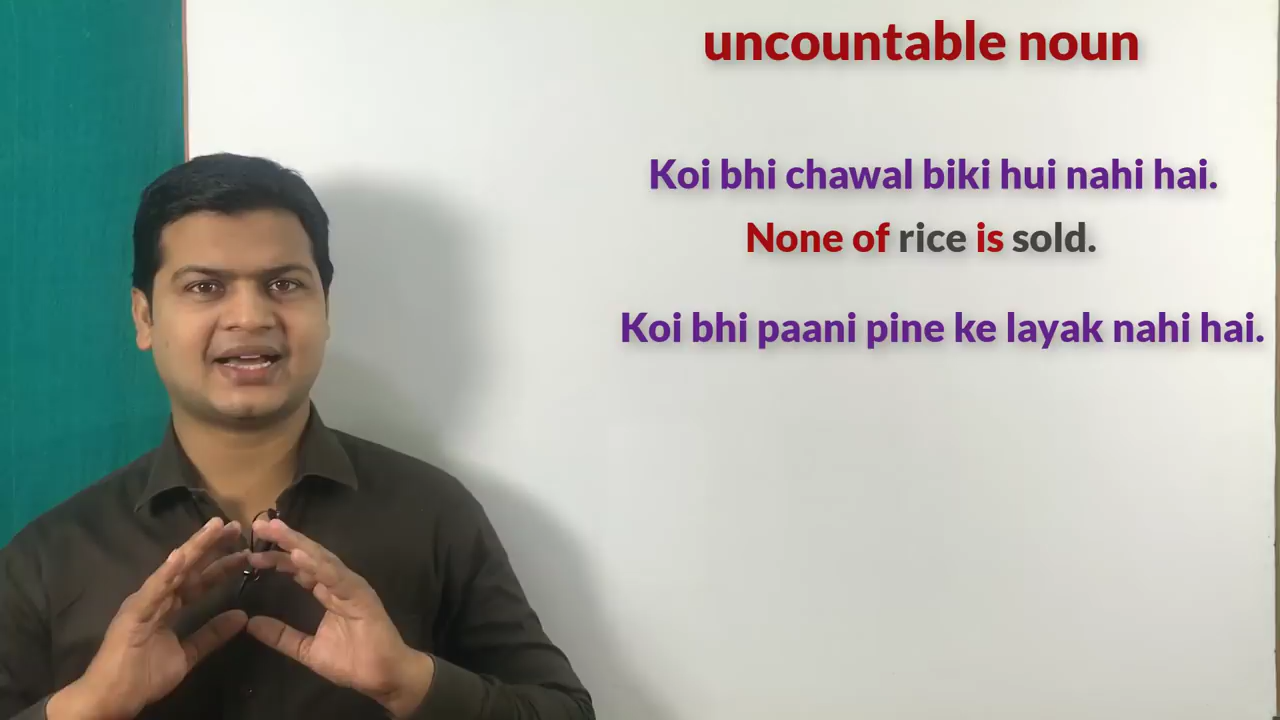 uncountable noun
Koi bhi chawal biki hui nahi hai.
None of rice is sold.
Koi bhi paani pine ke layak nahi hai.